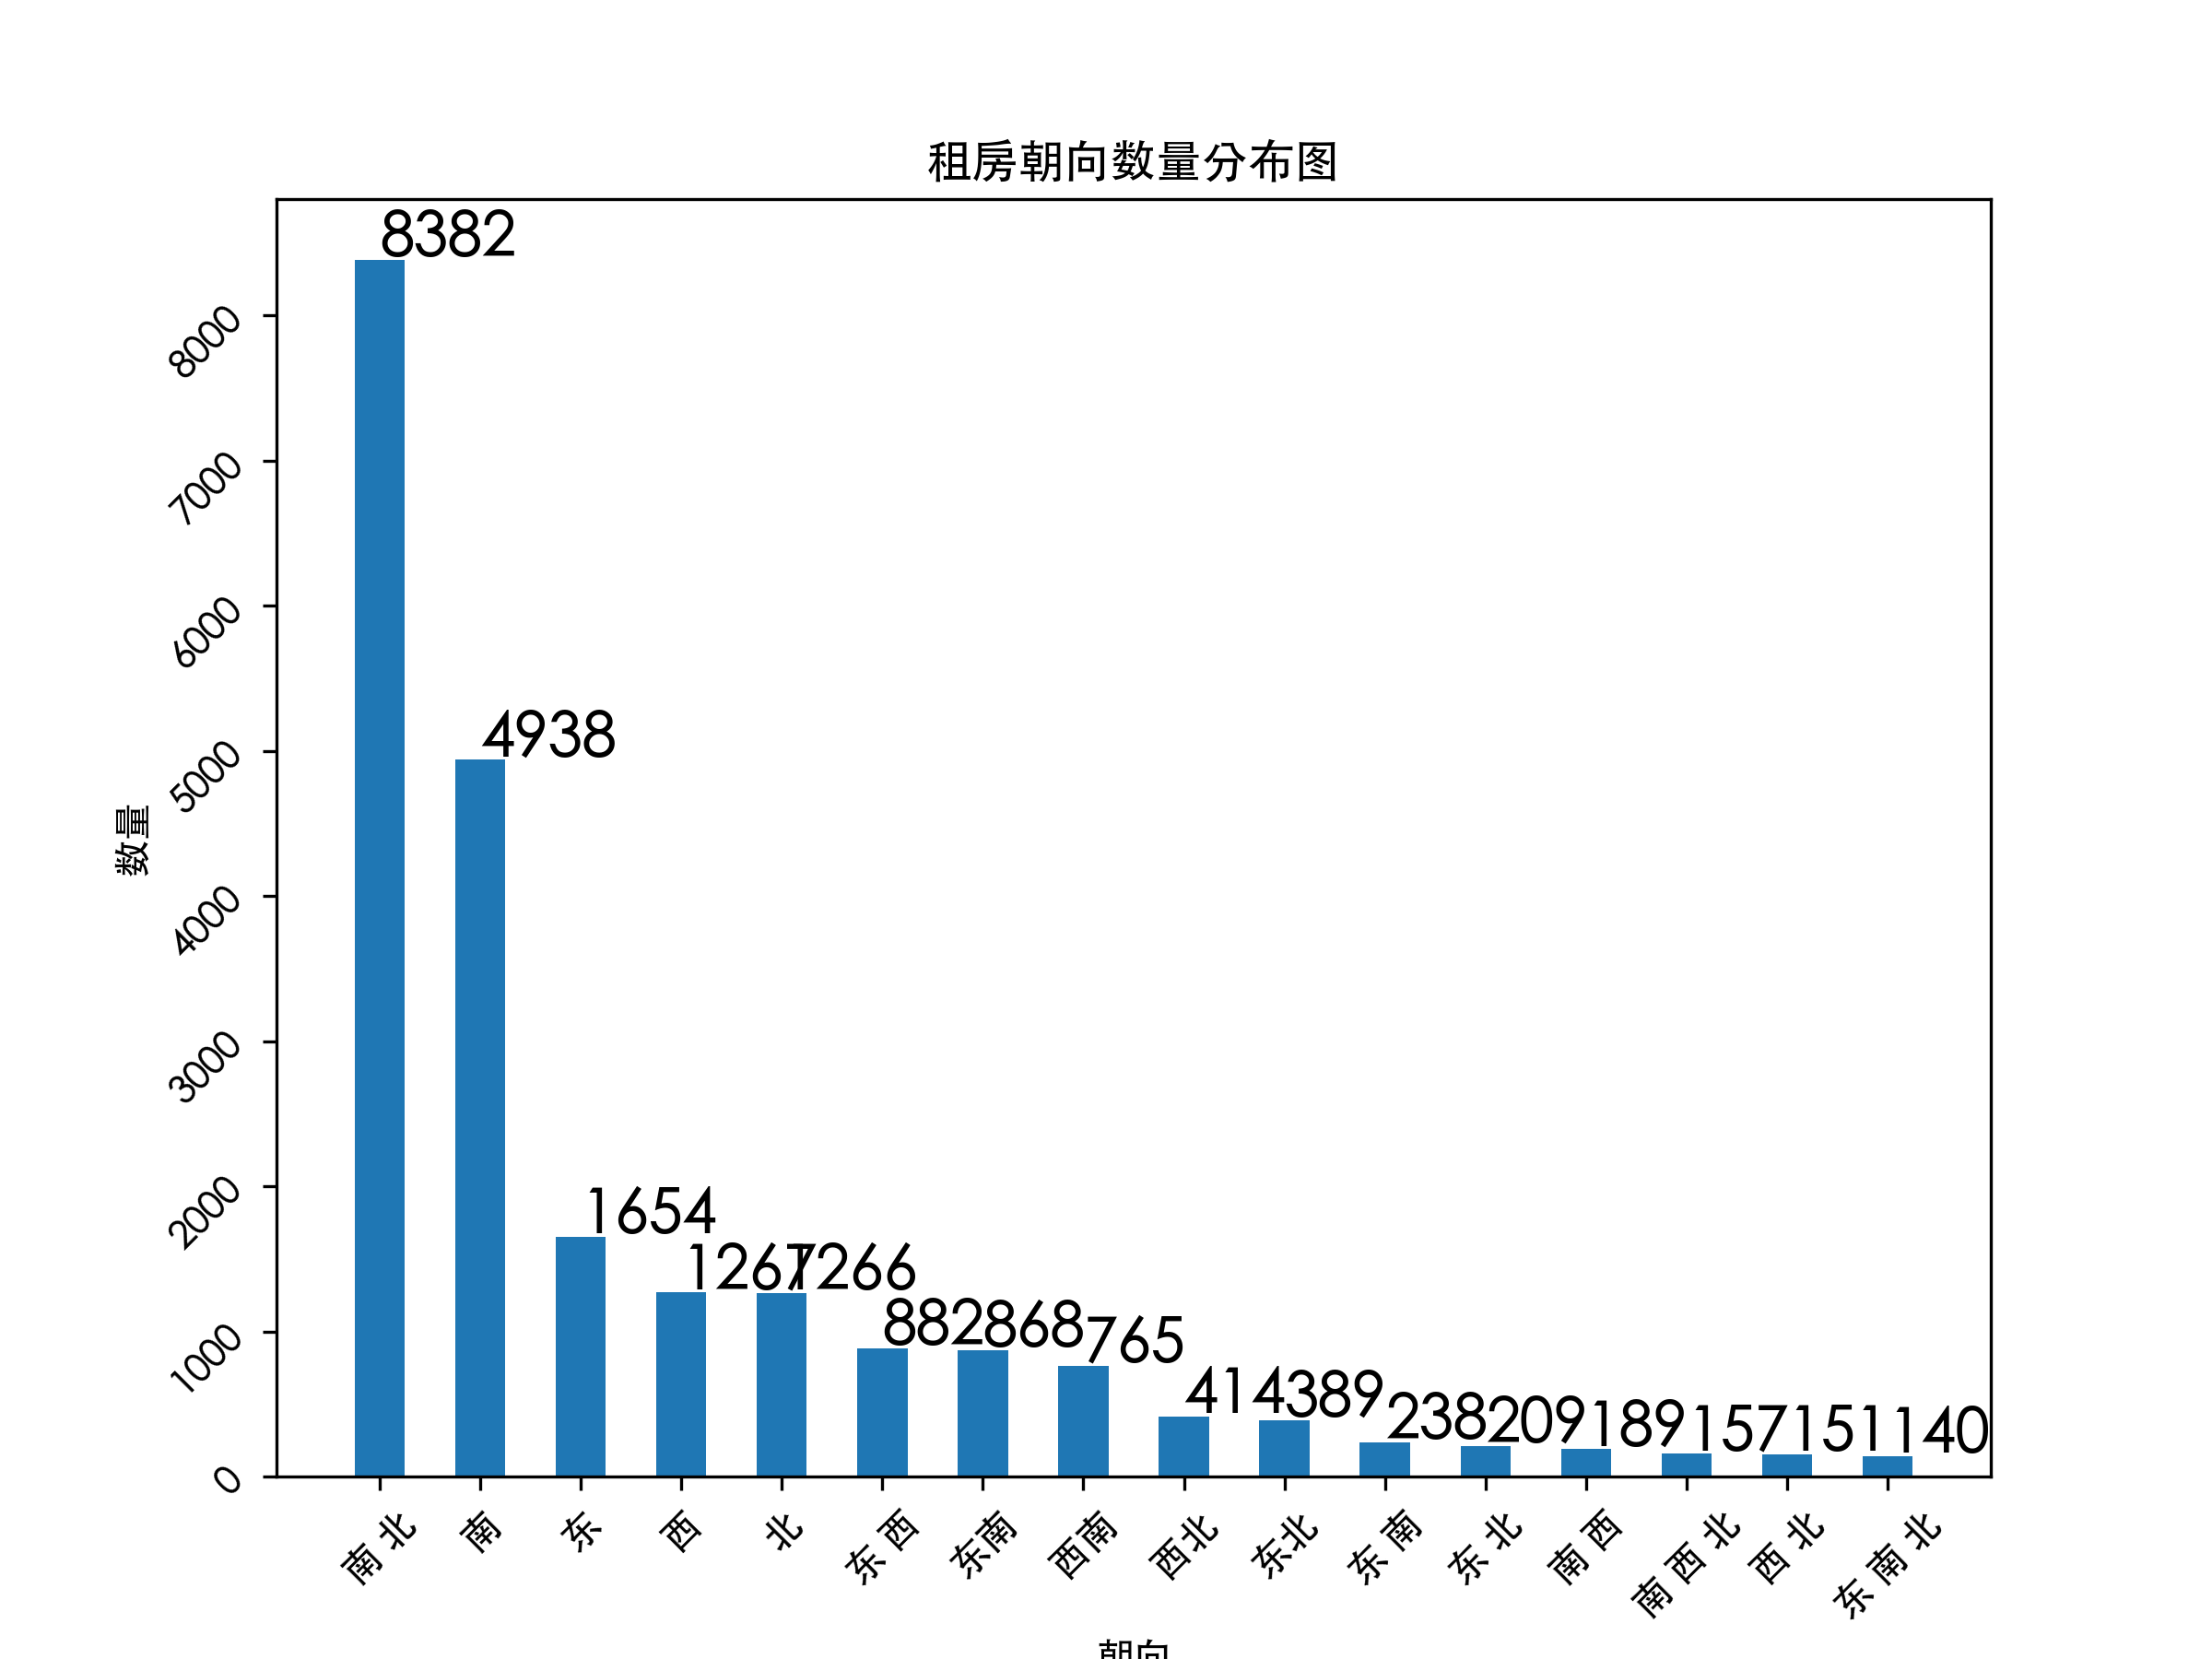 租房朝向数量分布图
数量
8000
7000
6000
5000
4000
3000
2000
1000
0
8382
4938
1654
1267
1266
882
868
765
414
389
238
209
189
157
151
140
南 北
南
东
西
北
东 西
东南
西南
西北
东北
东 南
东 北
南 西
南 西 北
西 北
东 南 北
朝向